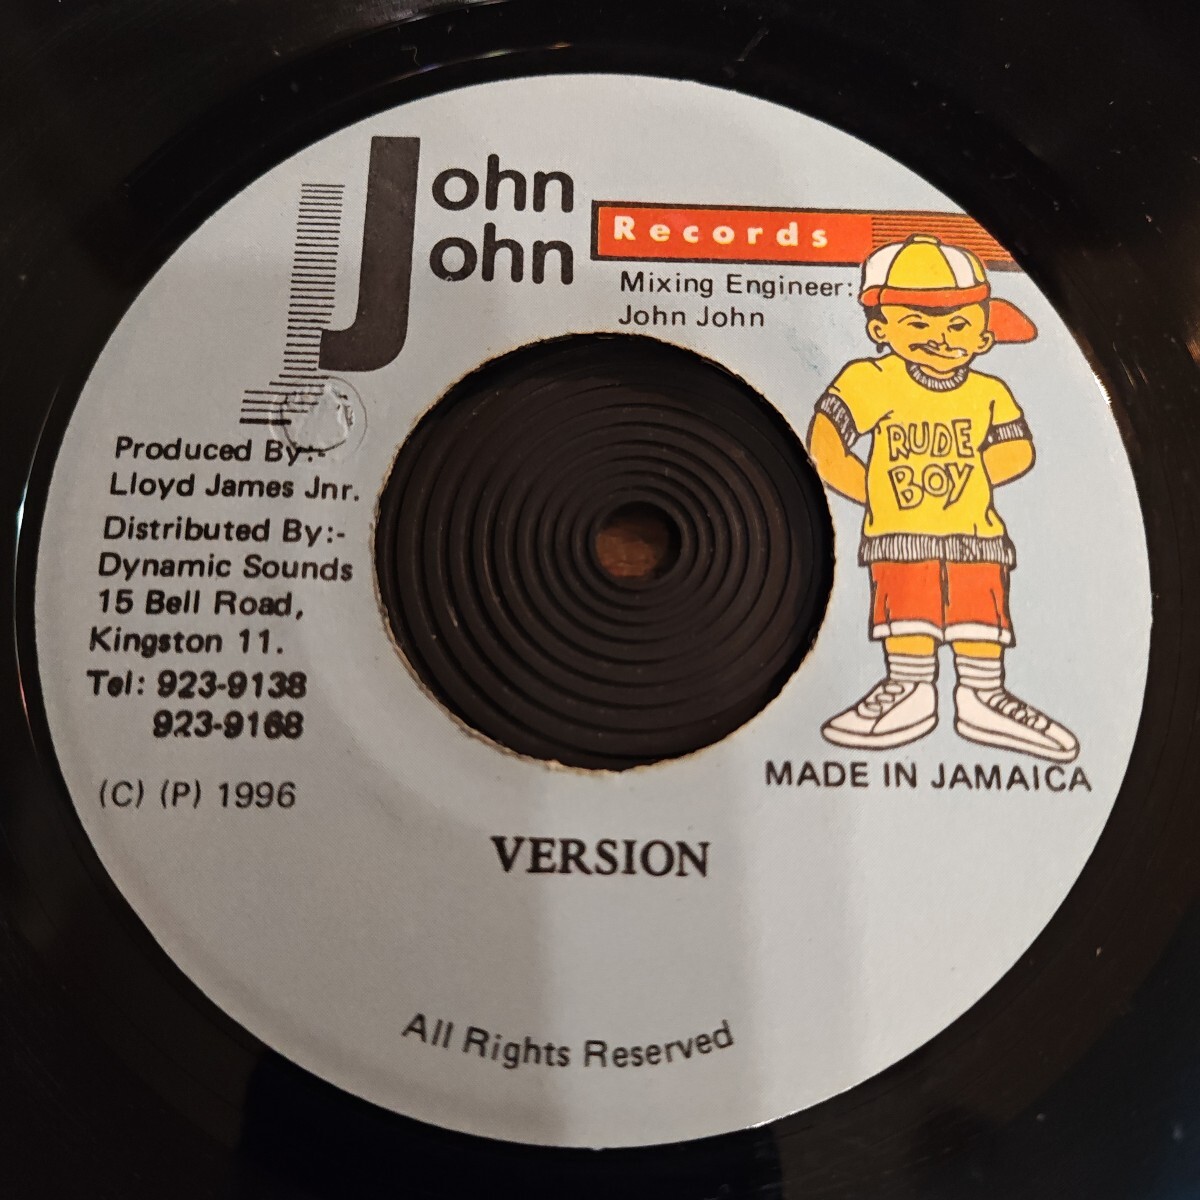 John
John
Records
Mixing Engineer:
John John
RUDE
BOY
Produced By:-
Lloyd James Jnr.
Distributed By:-
Dynamic Sounds
15 Bell Road,
Kingston 11.
Tel: 923-9138
923-9168
(C) (P) 1996
MADE IN JAMAICA
VERSION
All Rights Reserved